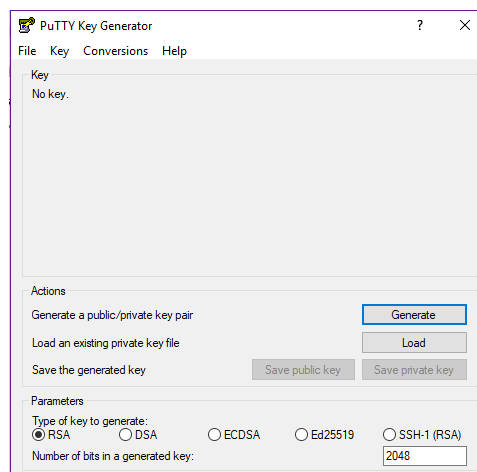 PuTTY Key Generator ?
File Key Conversions Help
Key
No key.
Actions
Generate a public/private key pair Generate
Load an existing private key file Load
Save the generated key Save public key Save private key
Parameters
Type of key to generate:
RSA DSA ECDSA Ed25519 SSH-1 (RSA)
Number of bits in a generated key: 2048